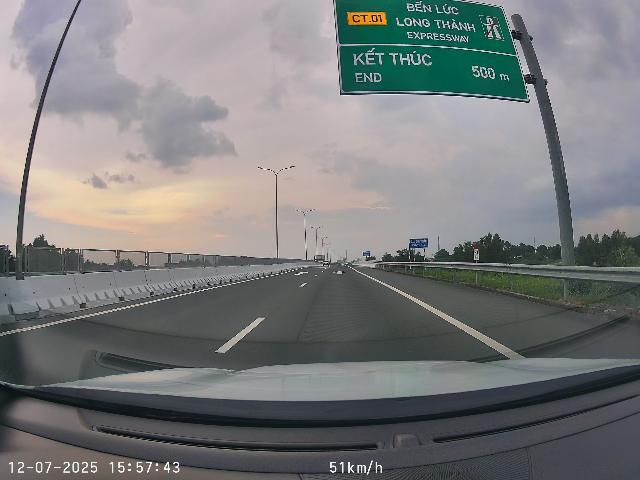 BẾN LỨC
CT.01
LONG THÀNH
EXPRESSWAY
KẾT THÚC
END
500 m
12-07-2025 15:57:43
51km/h